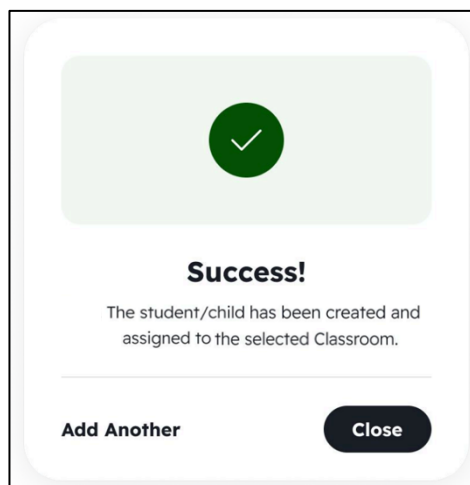 Success!
The student/child has been created and
assigned to the selected Classroom.
Add Another
Close